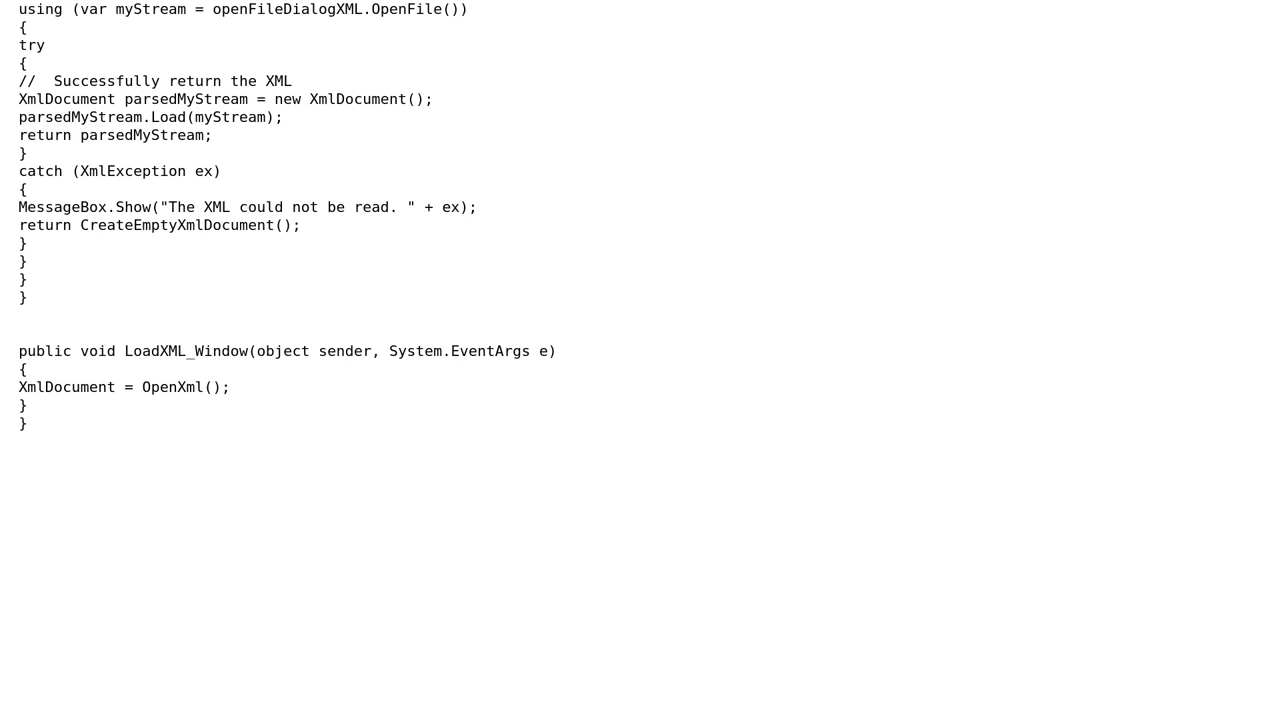 using (var myStream = openFileDialogXML.OpenFile())
{
try
{
//  Successfully return the XML
XmlDocument parsedMyStream = new XmlDocument();
parsedMyStream.Load(myStream);
return parsedMyStream;
}
catch (XmlException ex)
{
MessageBox.Show("The XML could not be read. " + ex);
return CreateEmptyXmlDocument();
}
}
}
}
public void LoadXML_Window(object sender, System.EventArgs e)
{
XmlDocument = OpenXml();
}
}